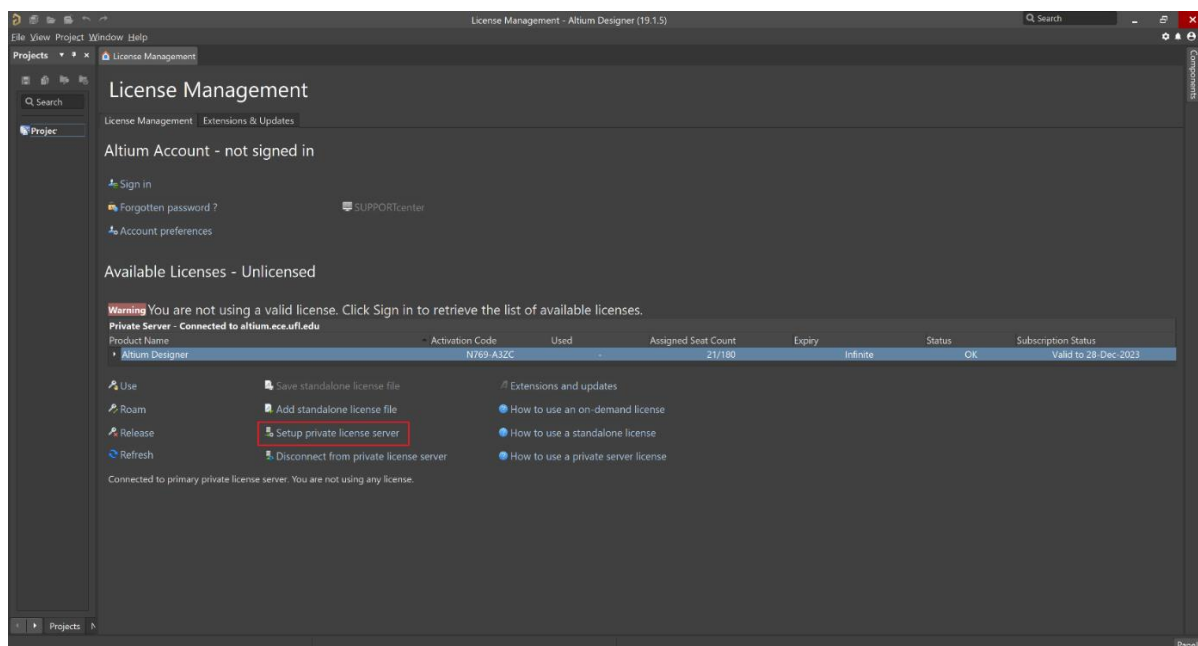 License Management - Altium Designer (19.1.5)
Search
File View Project Window Help
Projects
License Management
Components
Search
Projec
License Management
License Management Extensions & Updates
Altium Account - not signed in
Sign in
Forgotten password ? SUPPORTcenter
Account preferences
Available Licenses - Unlicensed
Warning You are not using a valid license. Click Sign in to retrieve the list of available licenses.
Private Server - Connected to altium.ece.ufl.edu
Product Name Activation Code Used Assigned Seat Count Expiry Status Subscription Status
Altium Designer N769-A3ZC - 21/180 Infinite OK Valid to 28-Dec-2023
Use Save standalone license file Extensions and updates
Roam Add standalone license file How to use an on-demand license
Release Setup private license server How to use a standalone license
Refresh Disconnect from private license server How to use a private server license
Connected to primary private license server. You are not using any license.
Projects N
Panel